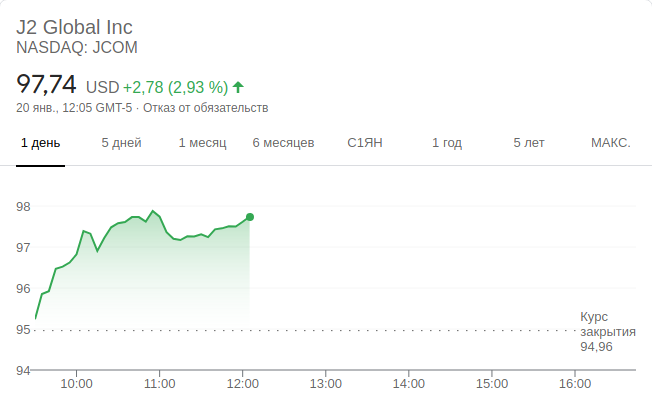 J2 Global Inc
NASDAQ: JCOM
97,74 USD +2,78 (2,93 %)
20 янв., 12:05 GMT-5 · Отказ от обязательств
1 день 5 дней 1 месяц 6 месяцев С1ЯН 1 год 5 лет МАКС.
98
97
96
95
94
Курс
закрытия
94,96
10:00 11:00 12:00 13:00 14:00 15:00 16:00